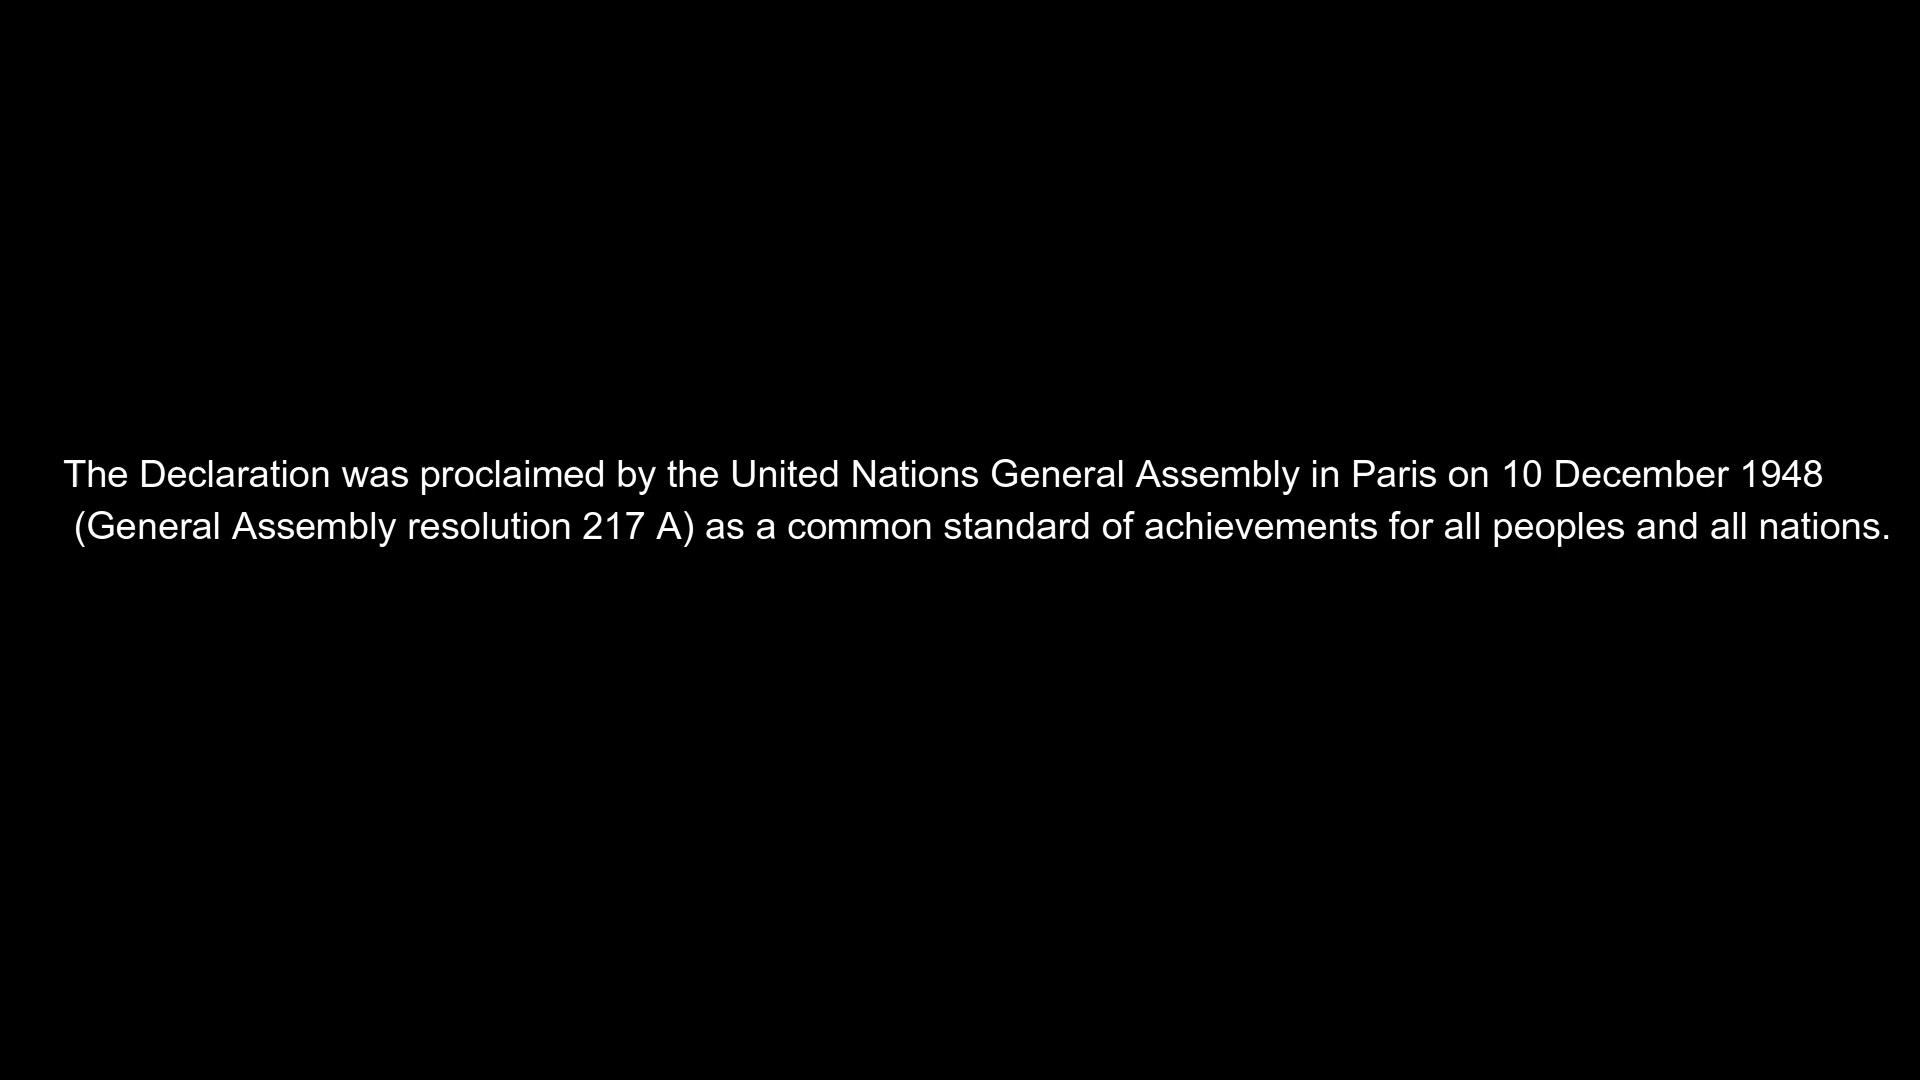 The Declaration was proclaimed by the United Nations General Assembly in Paris on 10 December 1948
(General Assembly resolution 217 A) as a common standard of achievements for all peoples and all nations.